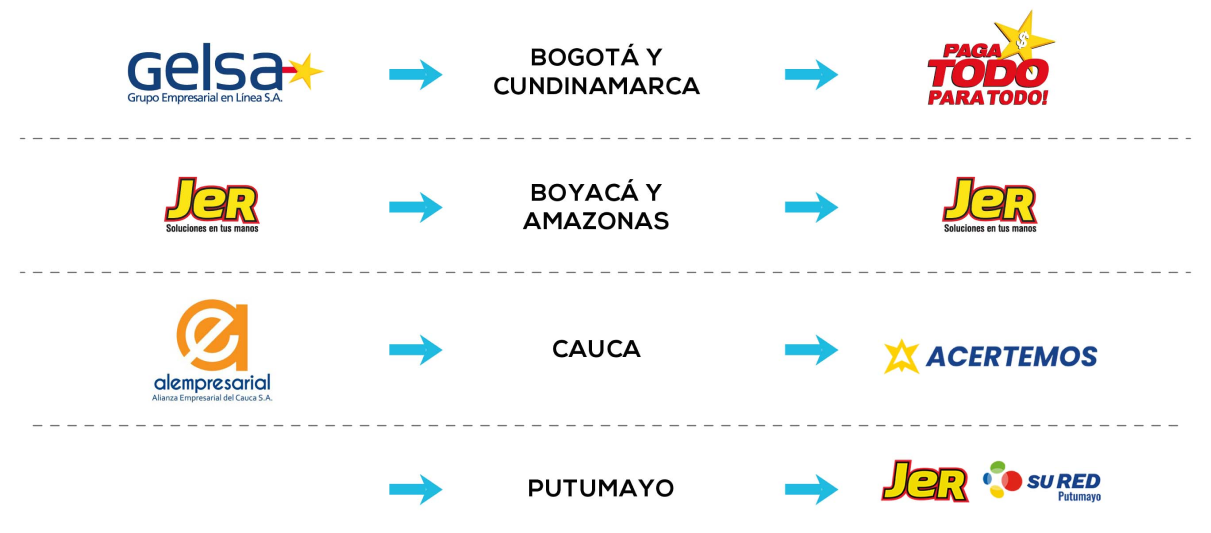 Gelsa
Grupo Empresarial en Línea S.A.
BOGOTÁ Y
CUNDINAMARCA
$
PAGA
TODO
PARA TODO!
JeR
Soluciones en tus manos
BOYACÁ Y
AMAZONAS
JeR
Soluciones en tus manos
alempresarial
Alianza Empresarial del Cauca S.A.
CAUCA
ACERTEMOS
PUTUMAYO
JeR
SU RED
Putumayo